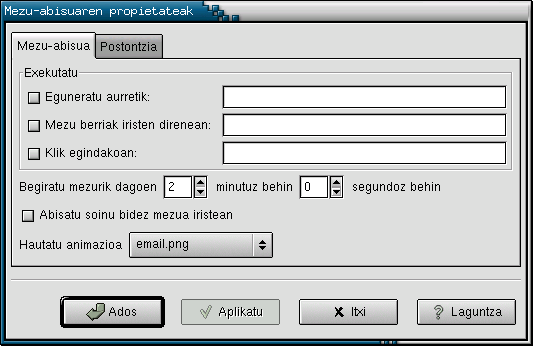 Mezu-abisuaren propietateak
Mezu-abisua Postontzia
Exekutatu
Eguneratu aurretik:
Mezu berriak iristen direnean:
Klik egindakoan:
Begiratu mezurik dagoen 2 minutuz behin 0 segundoz behin
Abisatu soinu bidez mezua iristean
Hautatu animazioa email.png
Ados Aplikatu Itxi Laguntza